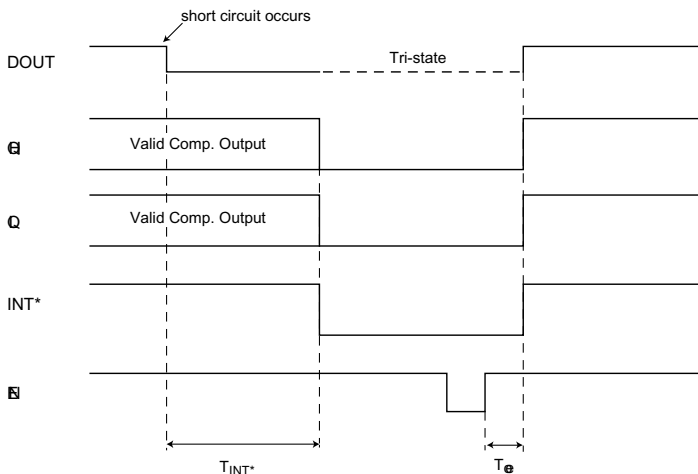 short circuit occurs
DOUT
Tri-state
Valid Comp. Output
Valid Comp. Output
INT*
TINT*